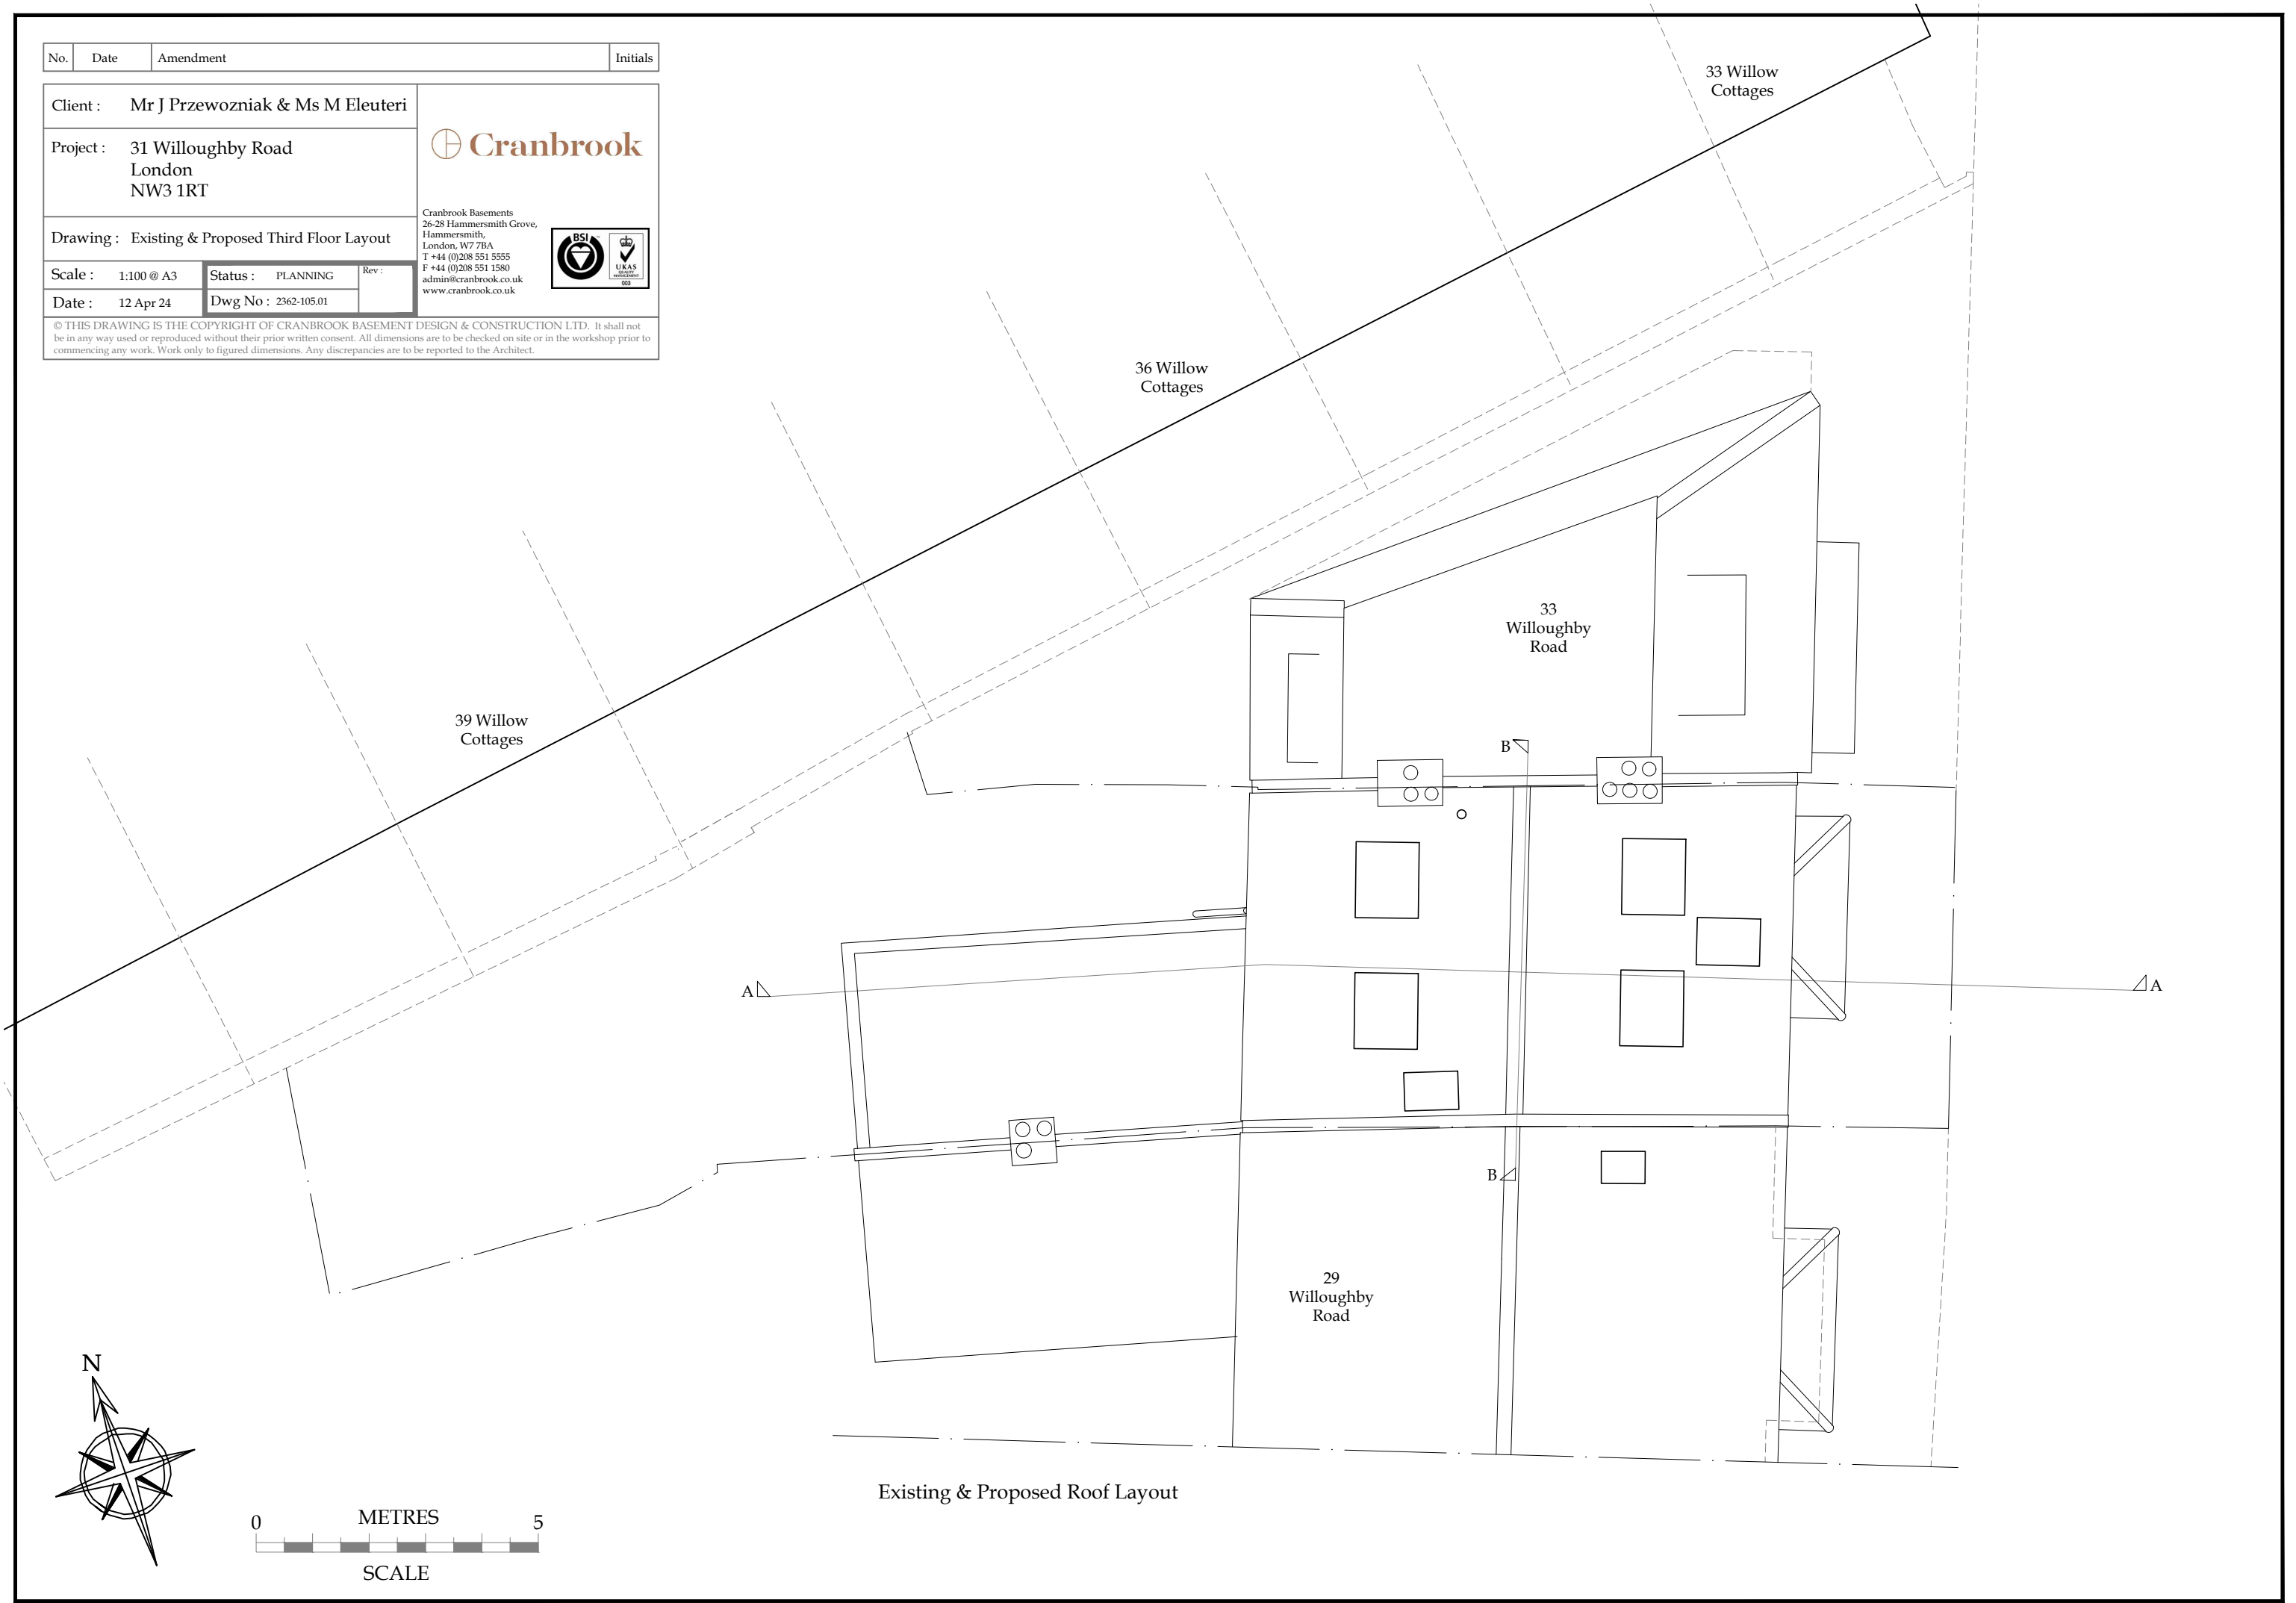 No. Date Amendment Initials
Client : Mr J Przewozniak & Ms M Eleuteri
Project : 31 Willoughby Road
London
NW3 1RT
Drawing : Existing & Proposed Third Floor Layout
Scale : 1:100 @ A3
Status : PLANNING
Rev :
Date : 12 Apr 24
Dwg No : 2362-105.01
Cranbrook
Cranbrook Basements
26-28 Hammersmith Grove,
Hammersmith,
London, W7 7BA
T +44 (0)208 551 5555
F +44 (0)208 551 1580
admin@cranbrook.co.uk
www.cranbrook.co.uk
BSI
UKAS
QUALITY
MANAGEMENT
003
© THIS DRAWING IS THE COPYRIGHT OF CRANBROOK BASEMENT DESIGN & CONSTRUCTION LTD. It shall not
be in any way used or reproduced without their prior written consent. All dimensions are to be checked on site or in the workshop prior to
commencing any work. Work only to figured dimensions. Any discrepancies are to be reported to the Architect.
33 Willow
Cottages
36 Willow
Cottages
39 Willow
Cottages
33
Willoughby
Road
B
A
A
B
29
Willoughby
Road
N
Existing & Proposed Roof Layout
0 METRES 5
SCALE